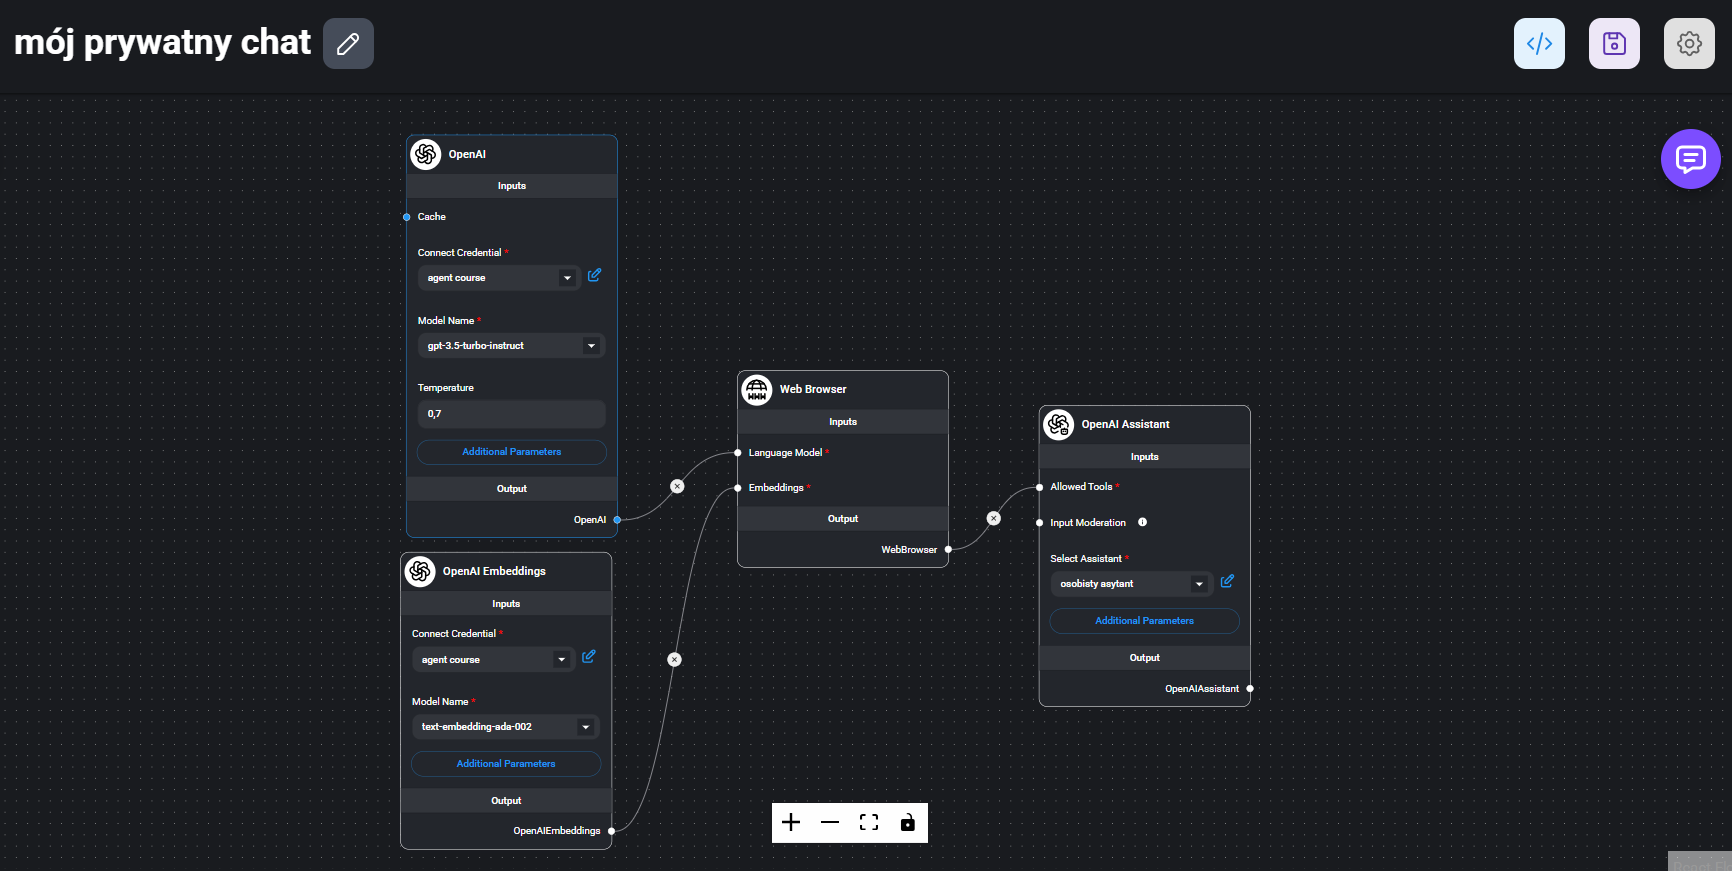 mój prywatny chat
OpenAI
Inputs
Cache
Connect Credential *
agent course
Model Name *
gpt-3.5-turbo-instruct
Temperature
0,7
Additional Parameters
Output
OpenAI
OpenAI Embeddings
Inputs
Connect Credential *
agent course
Model Name *
text-embedding-ada-002
Additional Parameters
Output
OpenAIEmbeddings
WWW
Web Browser
Inputs
Language Model *
Embeddings *
Output
WebBrowser
OpenAI Assistant
Inputs
Allowed Tools *
Input Moderation
Select Assistant *
osobisty asytant
Additional Parameters
Output
OpenAIAssistant